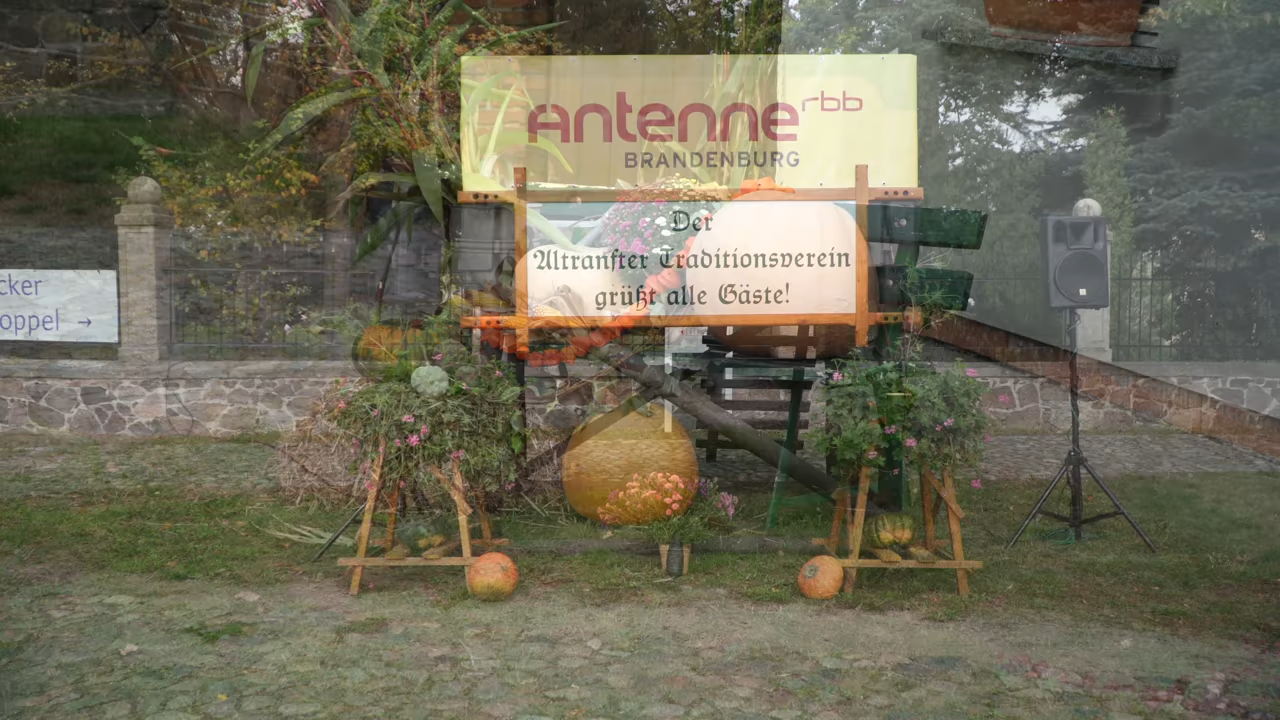 antenne rbb
BRANDENBURG
Der
Altranfter Traditionsverein
grüßt alle Gäste!
cker
oppel →